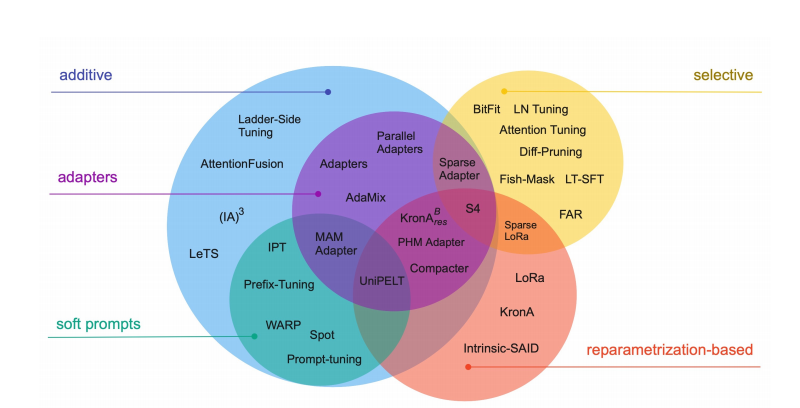 additive
selective
adapters
soft prompts
reparametrization-based
Ladder-Side
Tuning
AttentionFusion
(IA)³
LeTS
Parallel
Adapters
Adapters
AdaMix
Sparse
Adapter
BitFit
LN Tuning
Attention Tuning
Diff-Pruning
Fish-Mask
LT-SFT
FAR
S4
Sparse
LoRa
KronA^B_res
PHM Adapter
Compacter
MAM
Adapter
UniPELT
IPT
Prefix-Tuning
WARP
Spot
Prompt-tuning
LoRa
KronA
Intrinsic-SAID